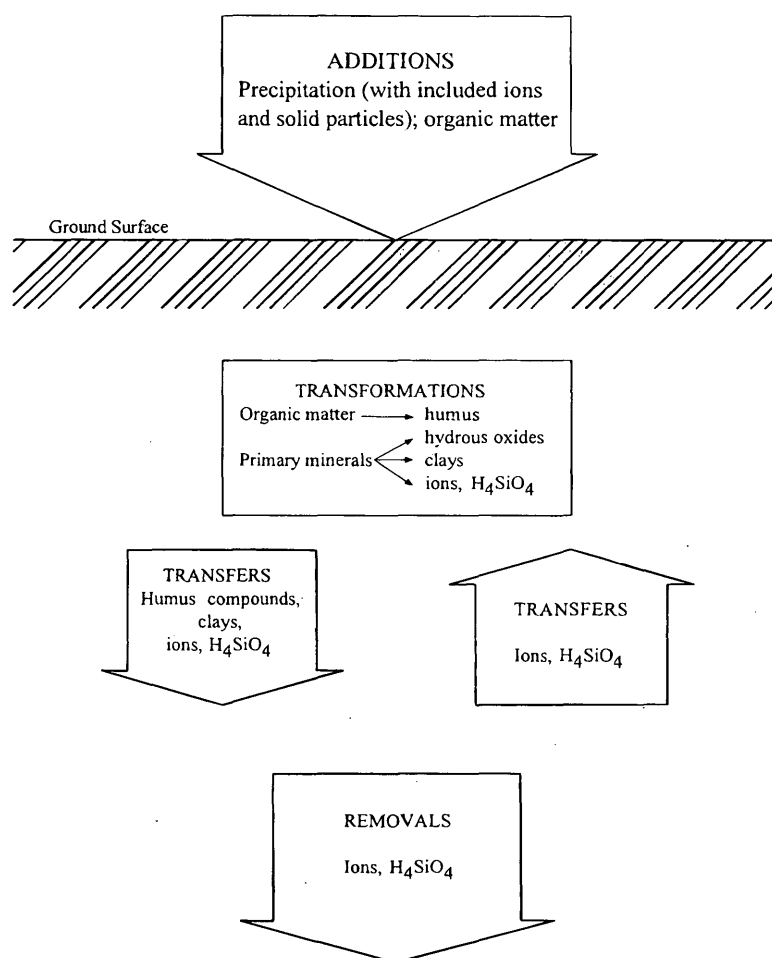 ADDITIONS
Precipitation (with included ions
and solid particles); organic matter
Ground Surface
TRANSFORMATIONS
Organic matter → humus
hydrous oxides
Primary minerals → clays
ions, H₄SiO₄
TRANSFERS
Humus compounds,
clays,
ions, H₄SiO₄
TRANSFERS
Ions, H₄SiO₄
REMOVALS
Ions, H₄SiO₄